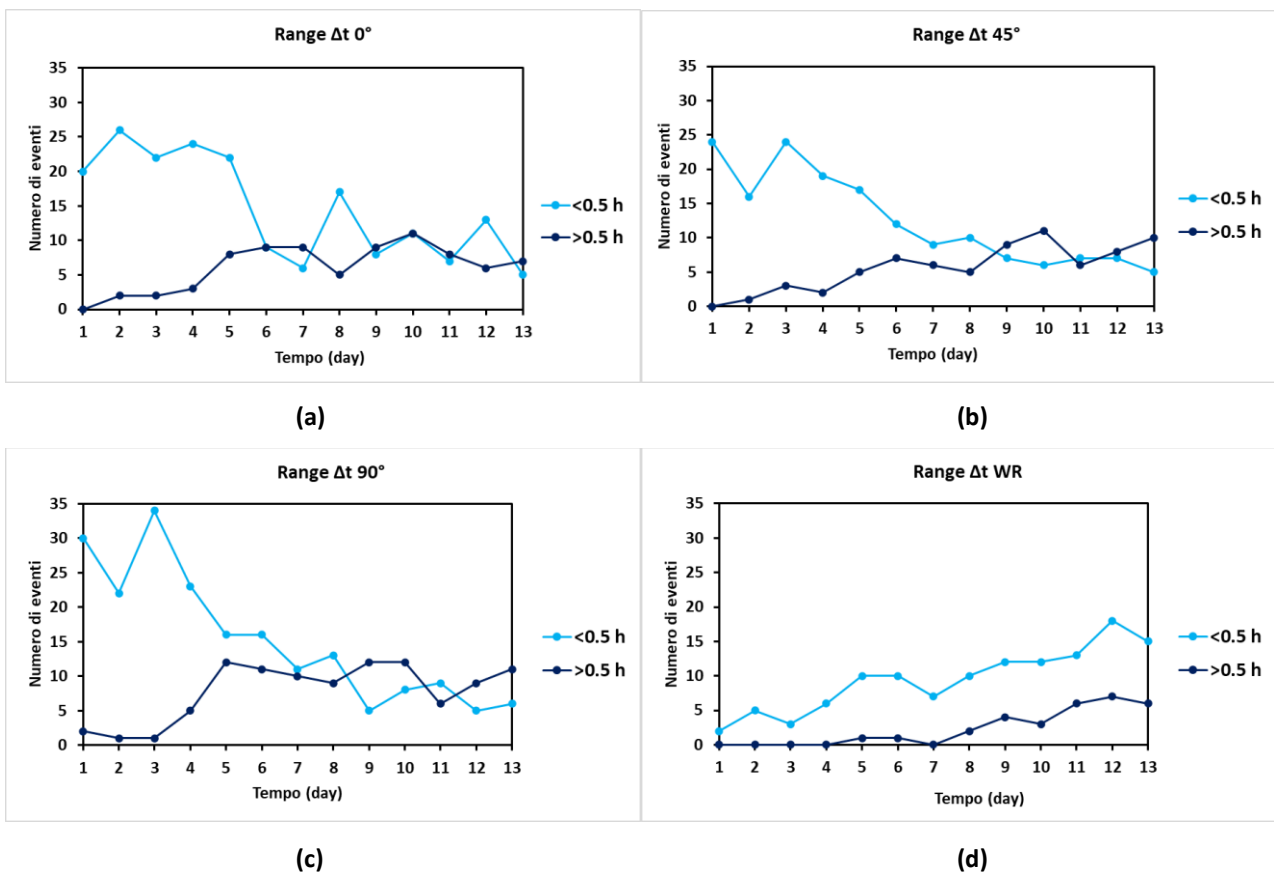 Range Δt 0°
35
30
25
20
15
10
5
0
Numero di eventi
1 2 3 4 5 6 7 8 9 10 11 12 13
Tempo (day)
<0.5 h
>0.5 h
(a)
Range Δt 45°
35
30
25
20
15
10
5
0
Numero di eventi
1 2 3 4 5 6 7 8 9 10 11 12 13
Tempo (day)
<0.5 h
>0.5 h
(b)
Range Δt 90°
35
30
25
20
15
10
5
0
Numero di eventi
1 2 3 4 5 6 7 8 9 10 11 12 13
Tempo (day)
<0.5 h
>0.5 h
(c)
Range Δt WR
35
30
25
20
15
10
5
0
Numero di eventi
1 2 3 4 5 6 7 8 9 10 11 12 13
Tempo (day)
<0.5 h
>0.5 h
(d)